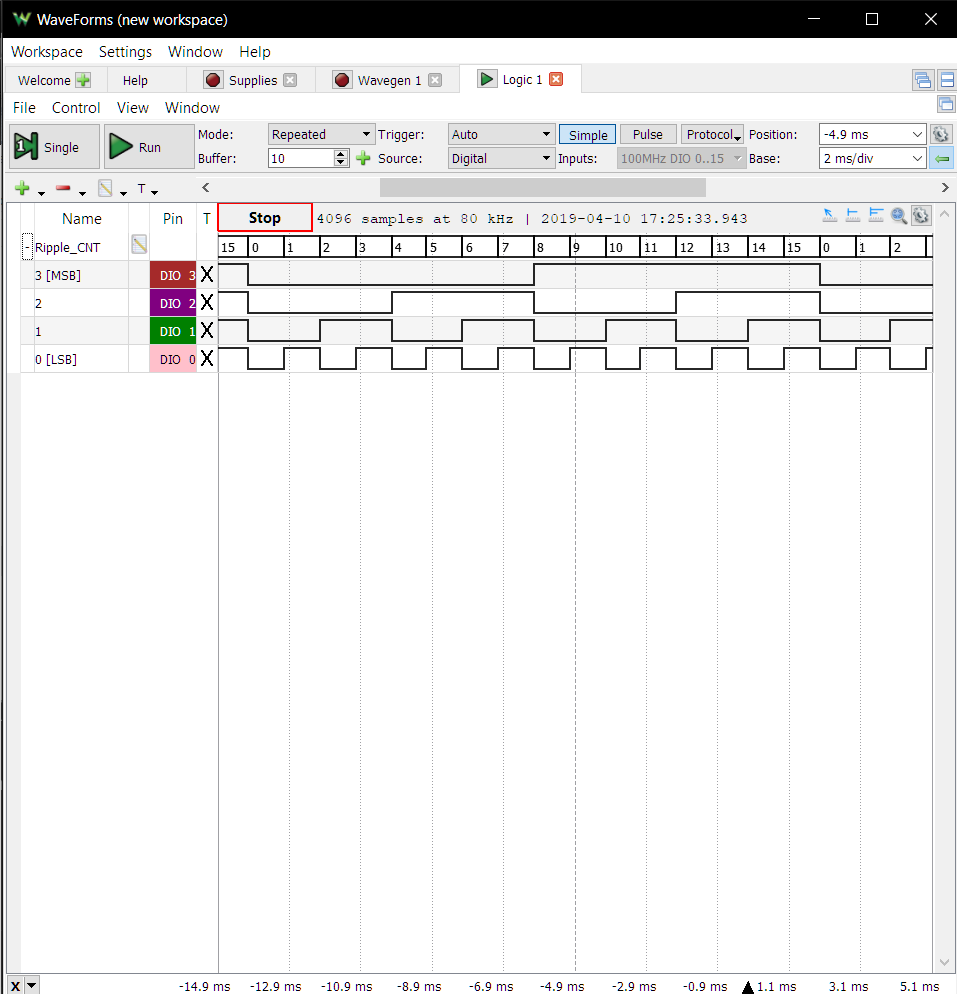 WaveForms (new workspace)
Workspace Settings Window Help
Welcome Help Supplies Wavegen 1 Logic 1
File Control View Window
Single Run Mode: Repeated Trigger: Auto Simple Pulse Protocol Position: -4.9 ms
Buffer: 10 Source: Digital Inputs: 100MHz DIO 0..15 Base: 2 ms/div
T
Name Pin T Stop 4096 samples at 80 kHz | 2019-04-10 17:25:33.943
Ripple_CNT 15 0 1 2 3 4 5 6 7 8 9 10 11 12 13 14 15 0 1 2
3 [MSB] DIO 3 X
2 DIO 2 X
1 DIO 1 X
0 [LSB] DIO 0 X
X -14.9 ms -12.9 ms -10.9 ms -8.9 ms -6.9 ms -4.9 ms -2.9 ms -0.9 ms 1.1 ms 3.1 ms 5.1 ms